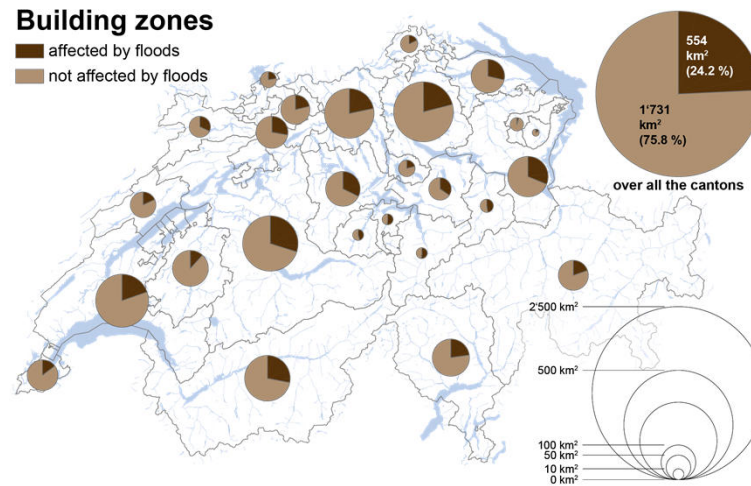 Building zones
affected by floods
not affected by floods
554
km²
(24.2 %)
1'731
km²
(75.8 %)
over all the cantons
2'500 km²
500 km²
100 km²
50 km²
10 km²
0 km²